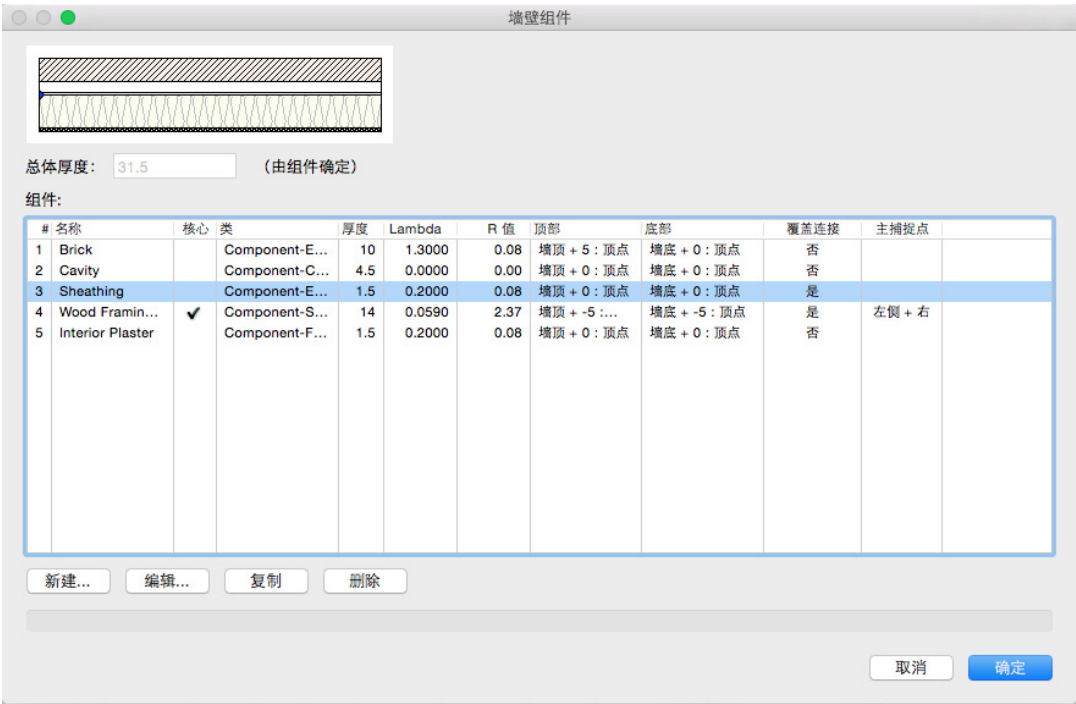 墙壁组件
总体厚度: 31.5 (由组件确定)
组件:
# 名称 核心 类 厚度 Lambda R 值 顶部 底部 覆盖连接 主捕捉点
1 Brick Component-E... 10 1.3000 0.08 墙顶 + 5 : 顶点 墙底 + 0 : 顶点 否
2 Cavity Component-C... 4.5 0.0000 0.00 墙顶 + 0 : 顶点 墙底 + 0 : 顶点 否
3 Sheathing Component-E... 1.5 0.2000 0.08 墙顶 + 0 : 顶点 墙底 + 0 : 顶点 是
4 Wood Framin... ✔ Component-S... 14 0.0590 2.37 墙顶 + -5 :... 墙底 + -5 : 顶点 是 左侧 + 右
5 Interior Plaster Component-F... 1.5 0.2000 0.08 墙顶 + 0 : 顶点 墙底 + 0 : 顶点 否
新建... 编辑... 复制 删除
取消 确定